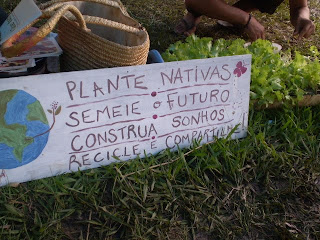 PLANTE NATIVAS
SEMEIE O FUTURO
CONSTRUA SONHOS
RECICLE E COMPARTILHE!